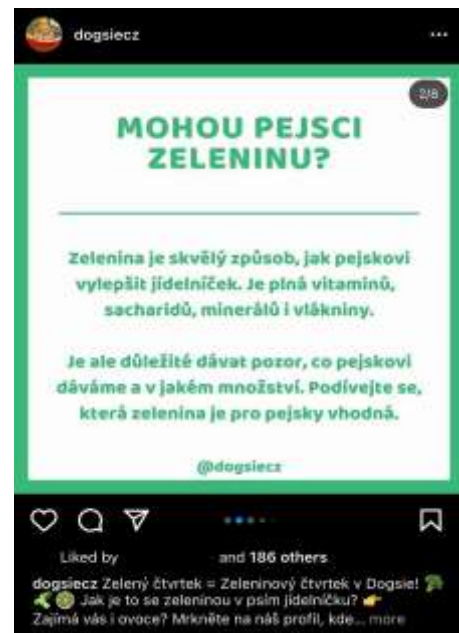 dogsiecz
2/8
MOHOU PEJSCI
ZELENINU?
Zelenina je skvělý způsob, jak pejskovi
vylepšit jídelníček. Je plná vitamínů,
sacharidů, minerálů i vlákniny.
Je ale důležité dávat pozor, co pejskovi
dáváme a v jakém množství. Podívejte se,
která zelenina je pro pejsky vhodná.
@dogsiecz
Liked by and 186 others
dogsiecz Zelený čtvrtek = Zeleninový čtvrtek v Dogsie! 🥦
🥬🥝 Jak je to se zeleninou v psím jídelníčku? 👉
Zajímá vás i ovoce? Mrkněte na náš profil, kde... more